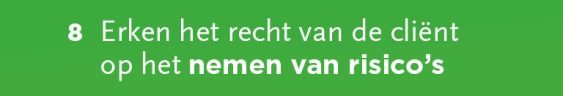 8 Erken het recht van de cliënt
op het nemen van risico's